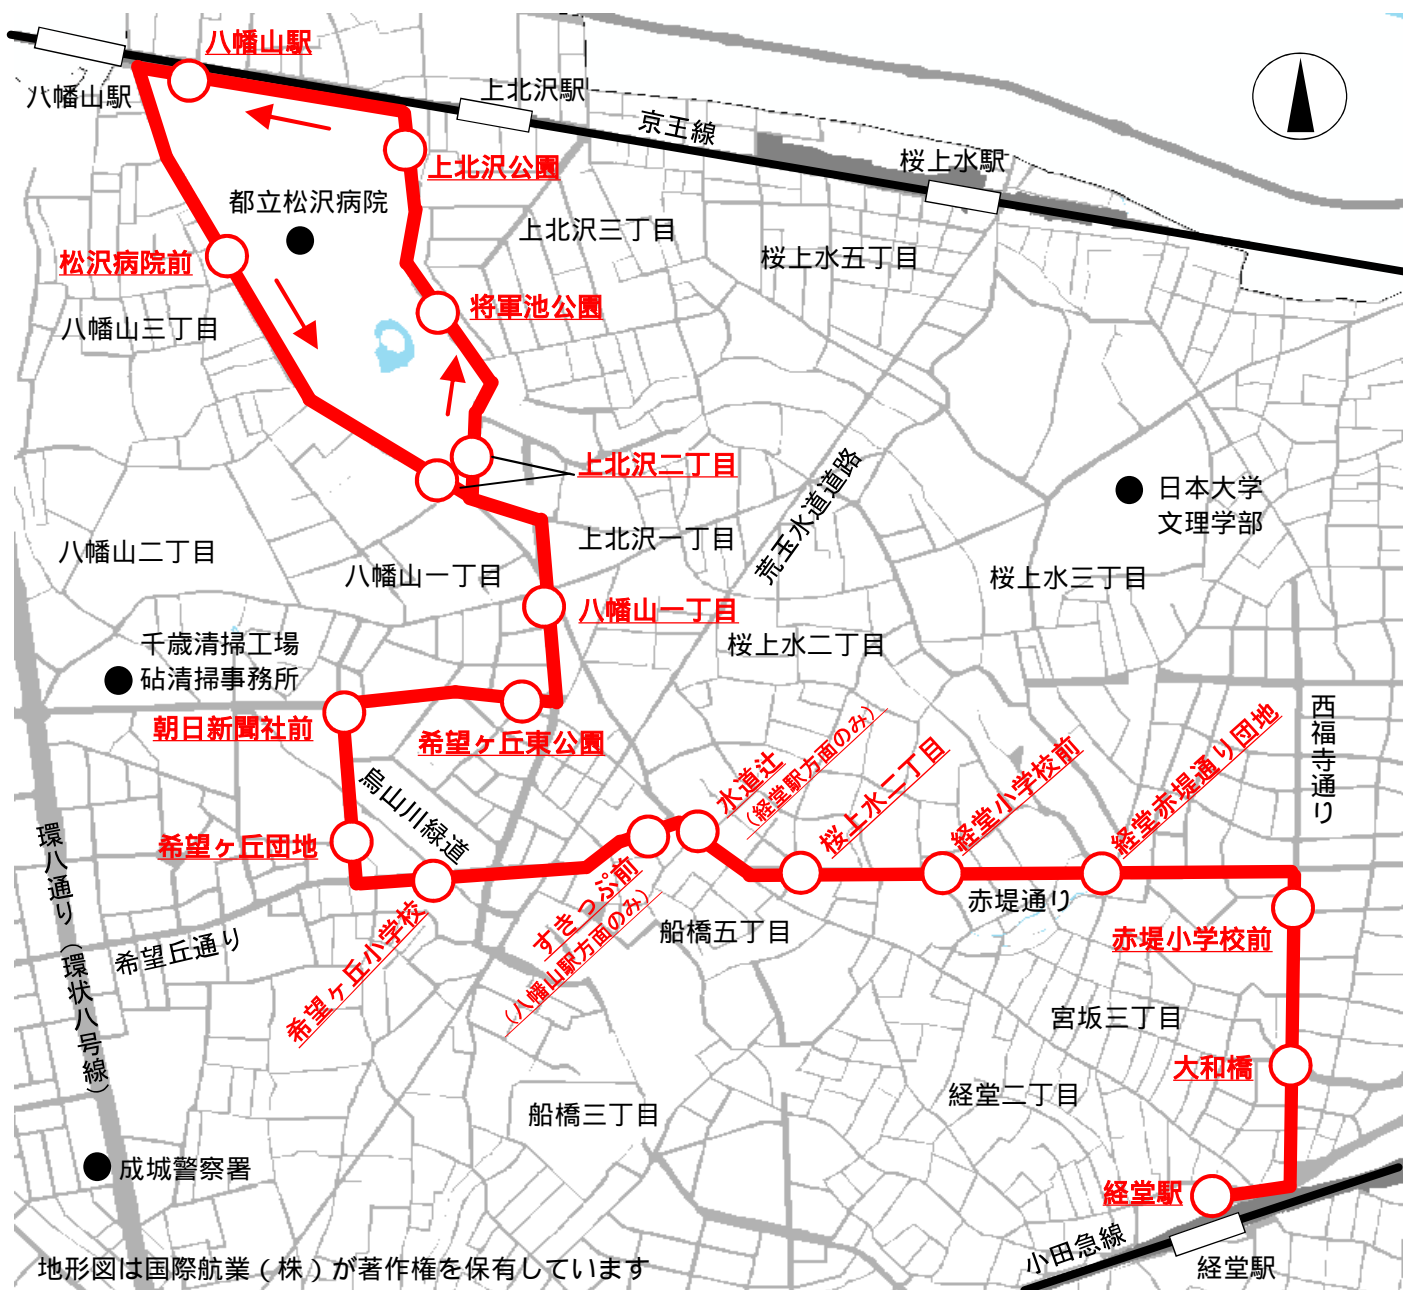 八幡山駅
八幡山駅
上北沢駅
京王線
桜上水駅
上北沢公園
都立松沢病院
上北沢三丁目
桜上水五丁目
松沢病院前
将軍池公園
八幡山三丁目
上北沢二丁目
荒玉水道道路
日本大学
文理学部
八幡山二丁目
八幡山一丁目
上北沢一丁目
桜上水三丁目
八幡山一丁目
千歳清掃工場
砧清掃事務所
桜上水二丁目
西福寺通り
朝日新聞社前
希望ヶ丘東公園
水道辻
（経堂駅方面のみ）
桜上水二丁目
経堂小学校前
経堂赤堤通り団地
烏山川緑道
環八通り（環状八号線）
希望ヶ丘団地
赤堤通り
すきっぷ前
（八幡山駅方面のみ）
船橋五丁目
赤堤小学校前
希望丘通り
希望ヶ丘小学校
宮坂三丁目
大和橋
経堂二丁目
船橋三丁目
成城警察署
経堂駅
小田急線
経堂駅
地形図は国際航業（株）が著作権を保有しています